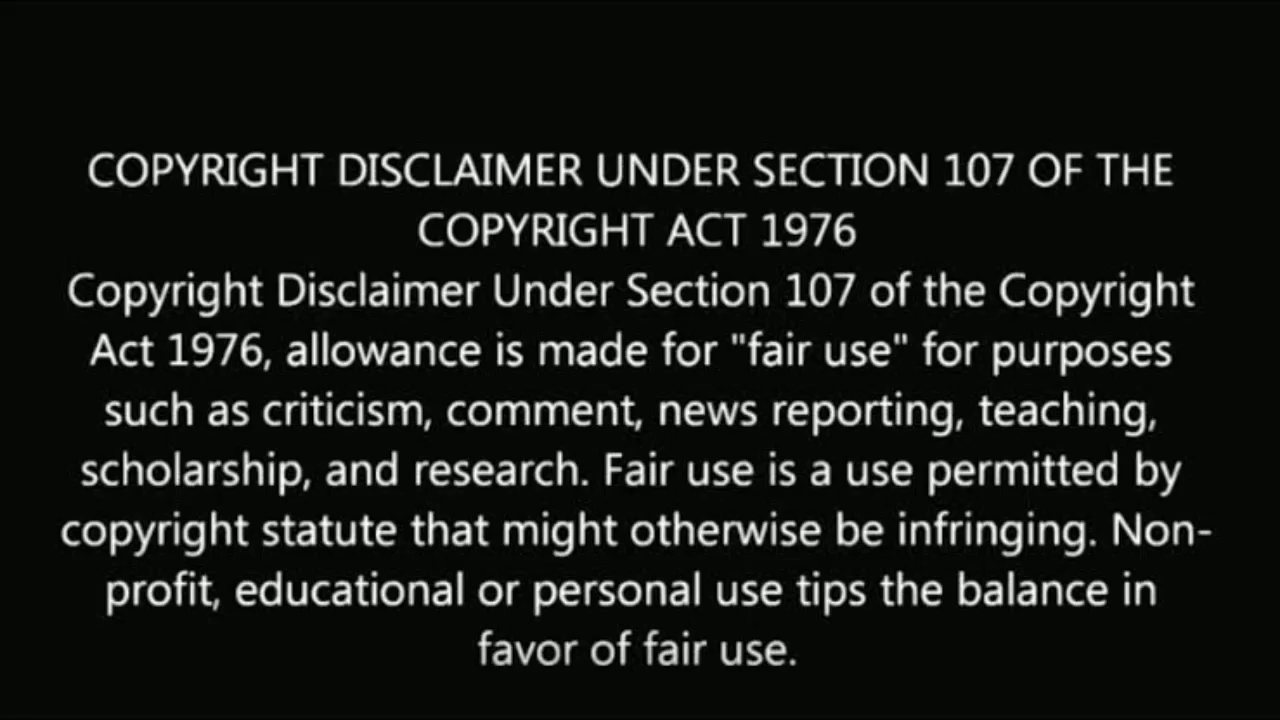 COPYRIGHT DISCLAIMER UNDER SECTION 107 OF THE
COPYRIGHT ACT 1976
Copyright Disclaimer Under Section 107 of the Copyright
Act 1976, allowance is made for "fair use" for purposes
such as criticism, comment, news reporting, teaching,
scholarship, and research. Fair use is a use permitted by
copyright statute that might otherwise be infringing. Non-
profit, educational or personal use tips the balance in
favor of fair use.